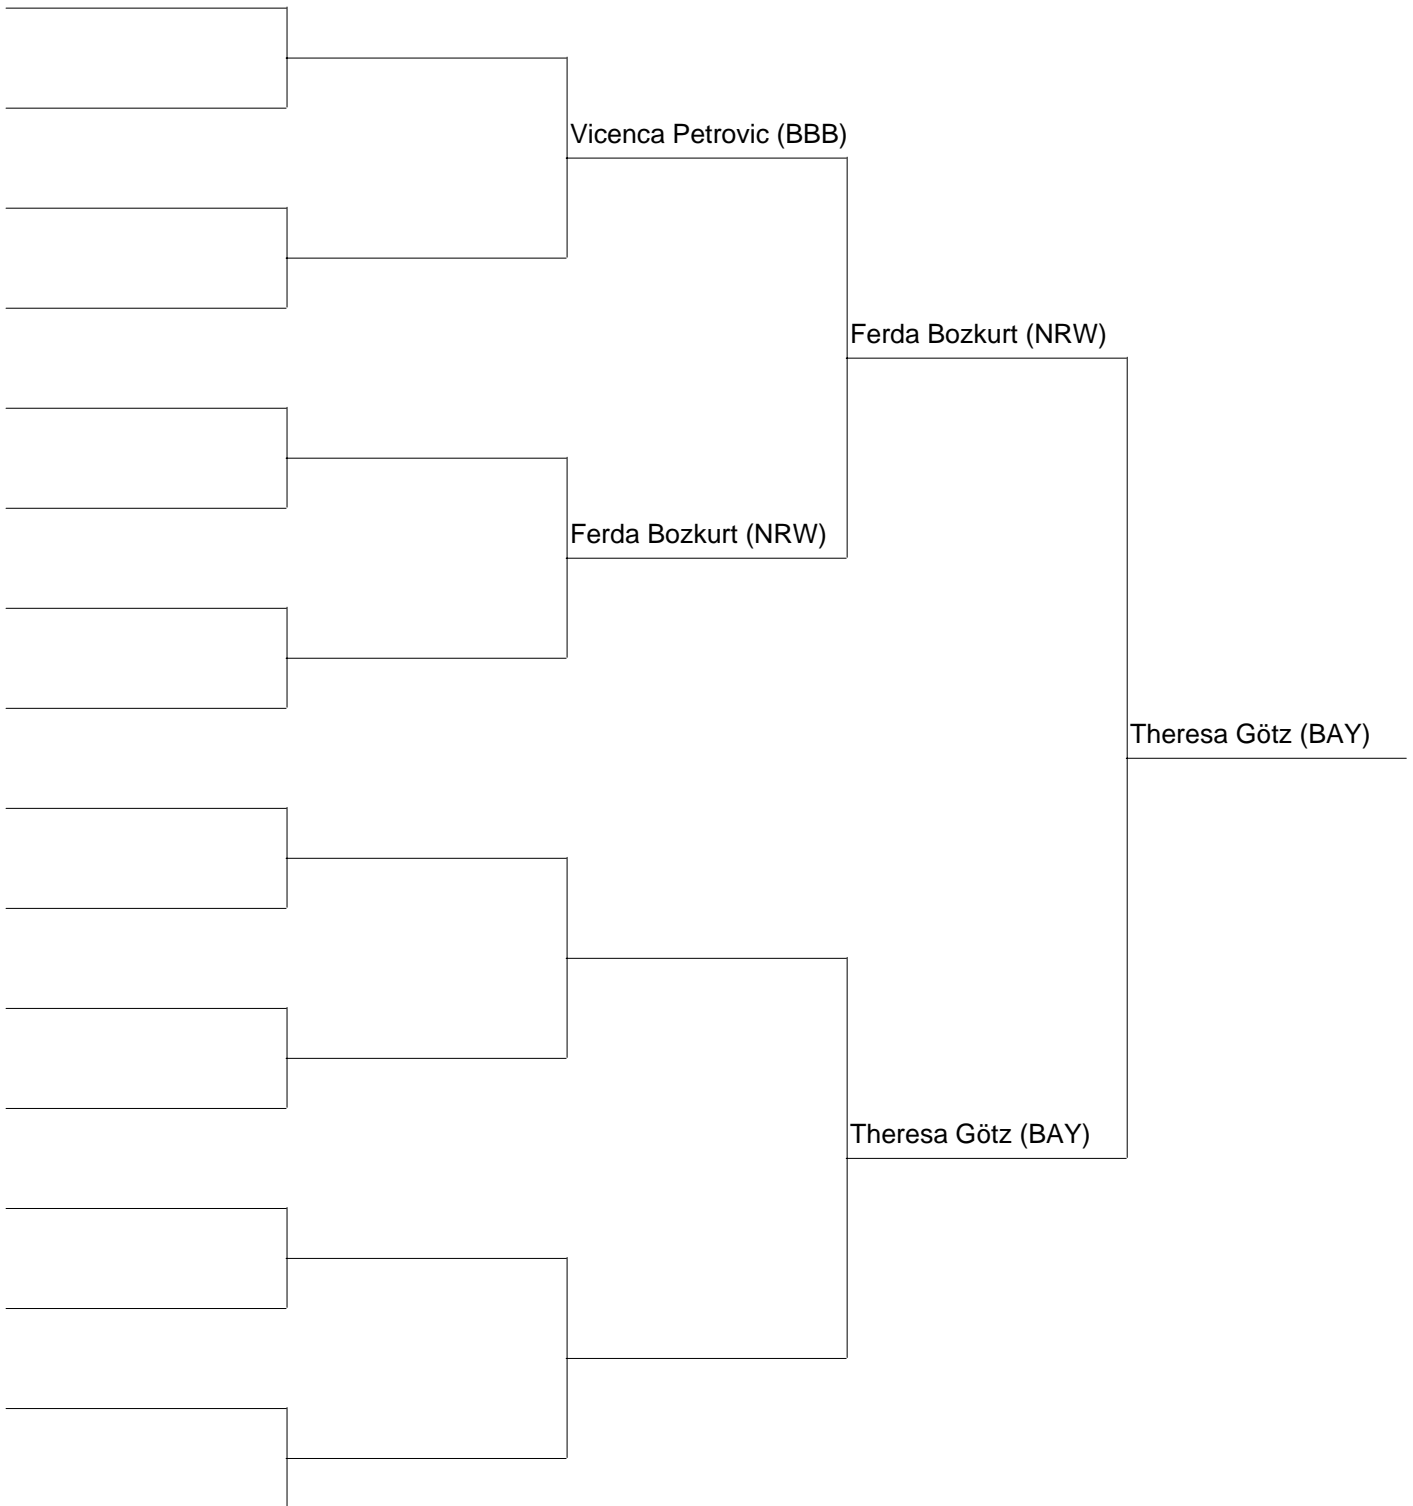 Vicenca Petrovic (BBB)
Ferda Bozkurt (NRW)
Ferda Bozkurt (NRW)
Theresa Götz (BAY)
Theresa Götz (BAY)